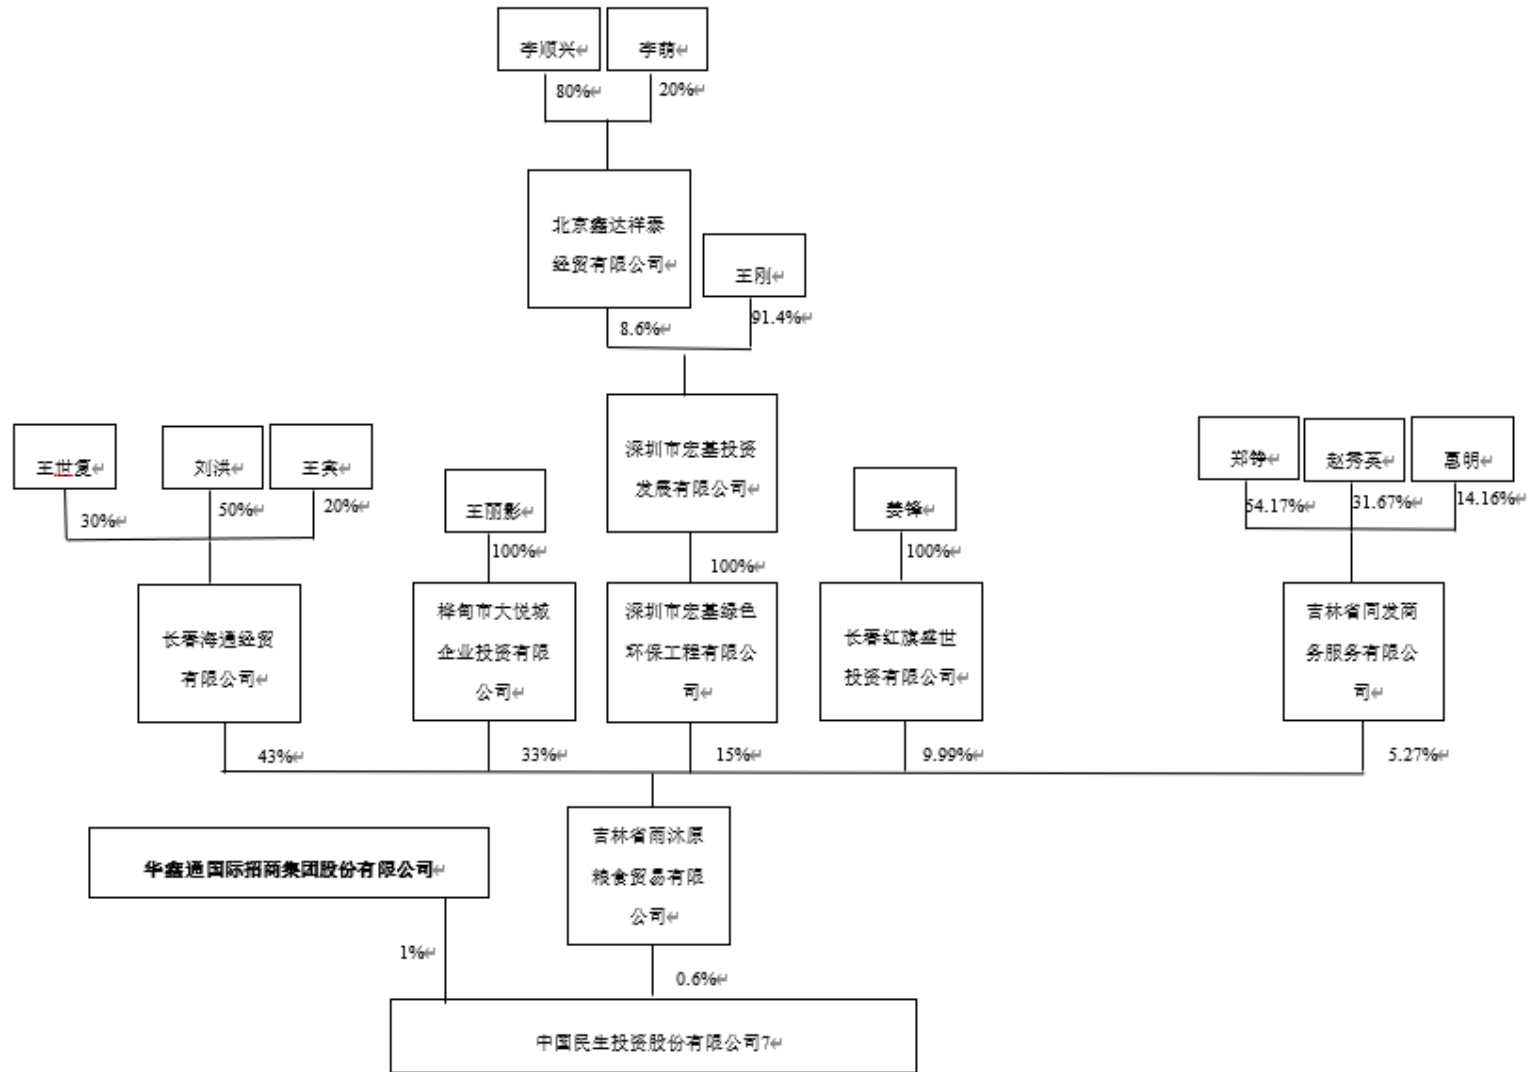 李顺兴
李萌
80%
20%
北京鑫达祥泰
经贸有限公司
王刚
8.6%
91.4%
王世复
刘洪
王宾
30%
50%
20%
王丽影
100%
深圳市宏基投资
发展有限公司
100%
姜锋
100%
郑铮
赵秀英
惠明
54.17%
31.67%
14.16%
长春海通经贸
有限公司
桦甸市大悦城
企业投资有限
公司
深圳市宏基绿色
环保工程有限公
司
长春红旗盛世
投资有限公司
吉林省同发商
务服务有限公
司
43%
33%
15%
9.99%
5.27%
华鑫通国际招商集团股份有限公司
吉林省雨沐原
粮食贸易有限
公司
1%
0.6%
中国民生投资股份有限公司7